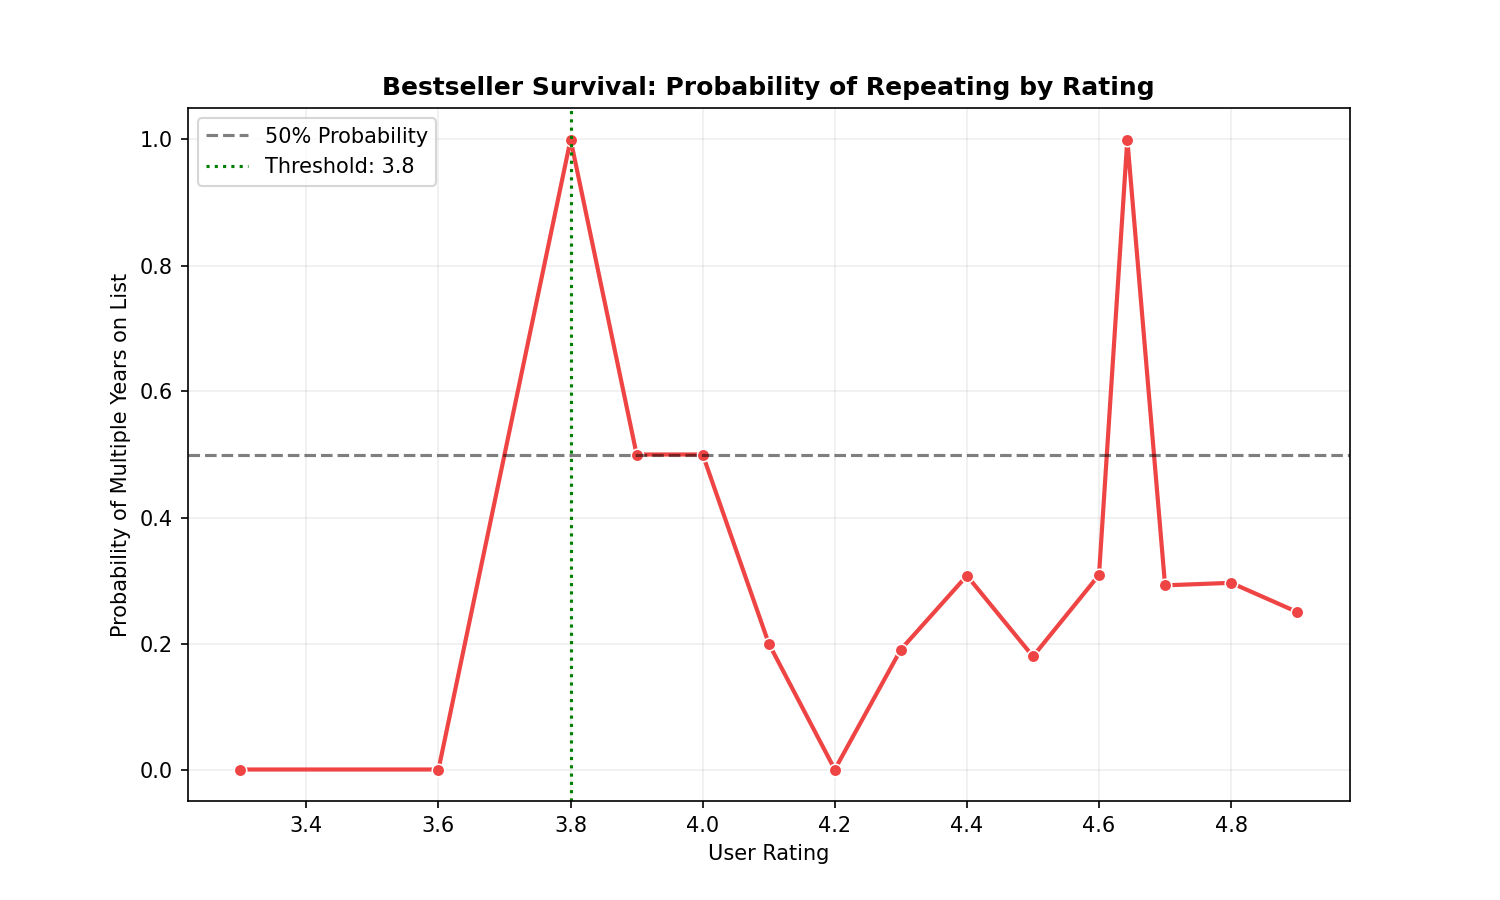 Bestseller Survival: Probability of Repeating by Rating
50% Probability
Threshold: 3.8
Probability of Multiple Years on List
1.0
0.8
0.6
0.4
0.2
0.0
3.4 3.6 3.8 4.0 4.2 4.4 4.6 4.8
User Rating